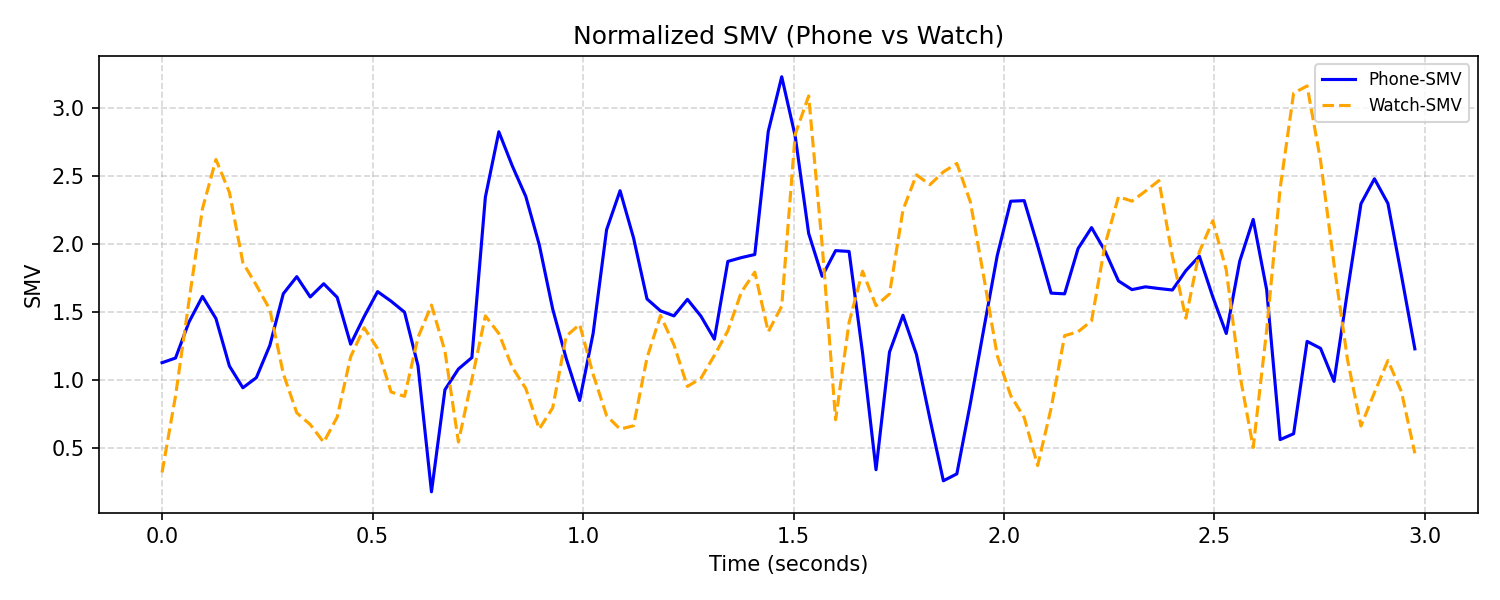 Normalized SMV (Phone vs Watch)
Phone-SMV
Watch-SMV
3.0
2.5
2.0
1.5
1.0
0.5
SMV
0.0 0.5 1.0 1.5 2.0 2.5 3.0
Time (seconds)